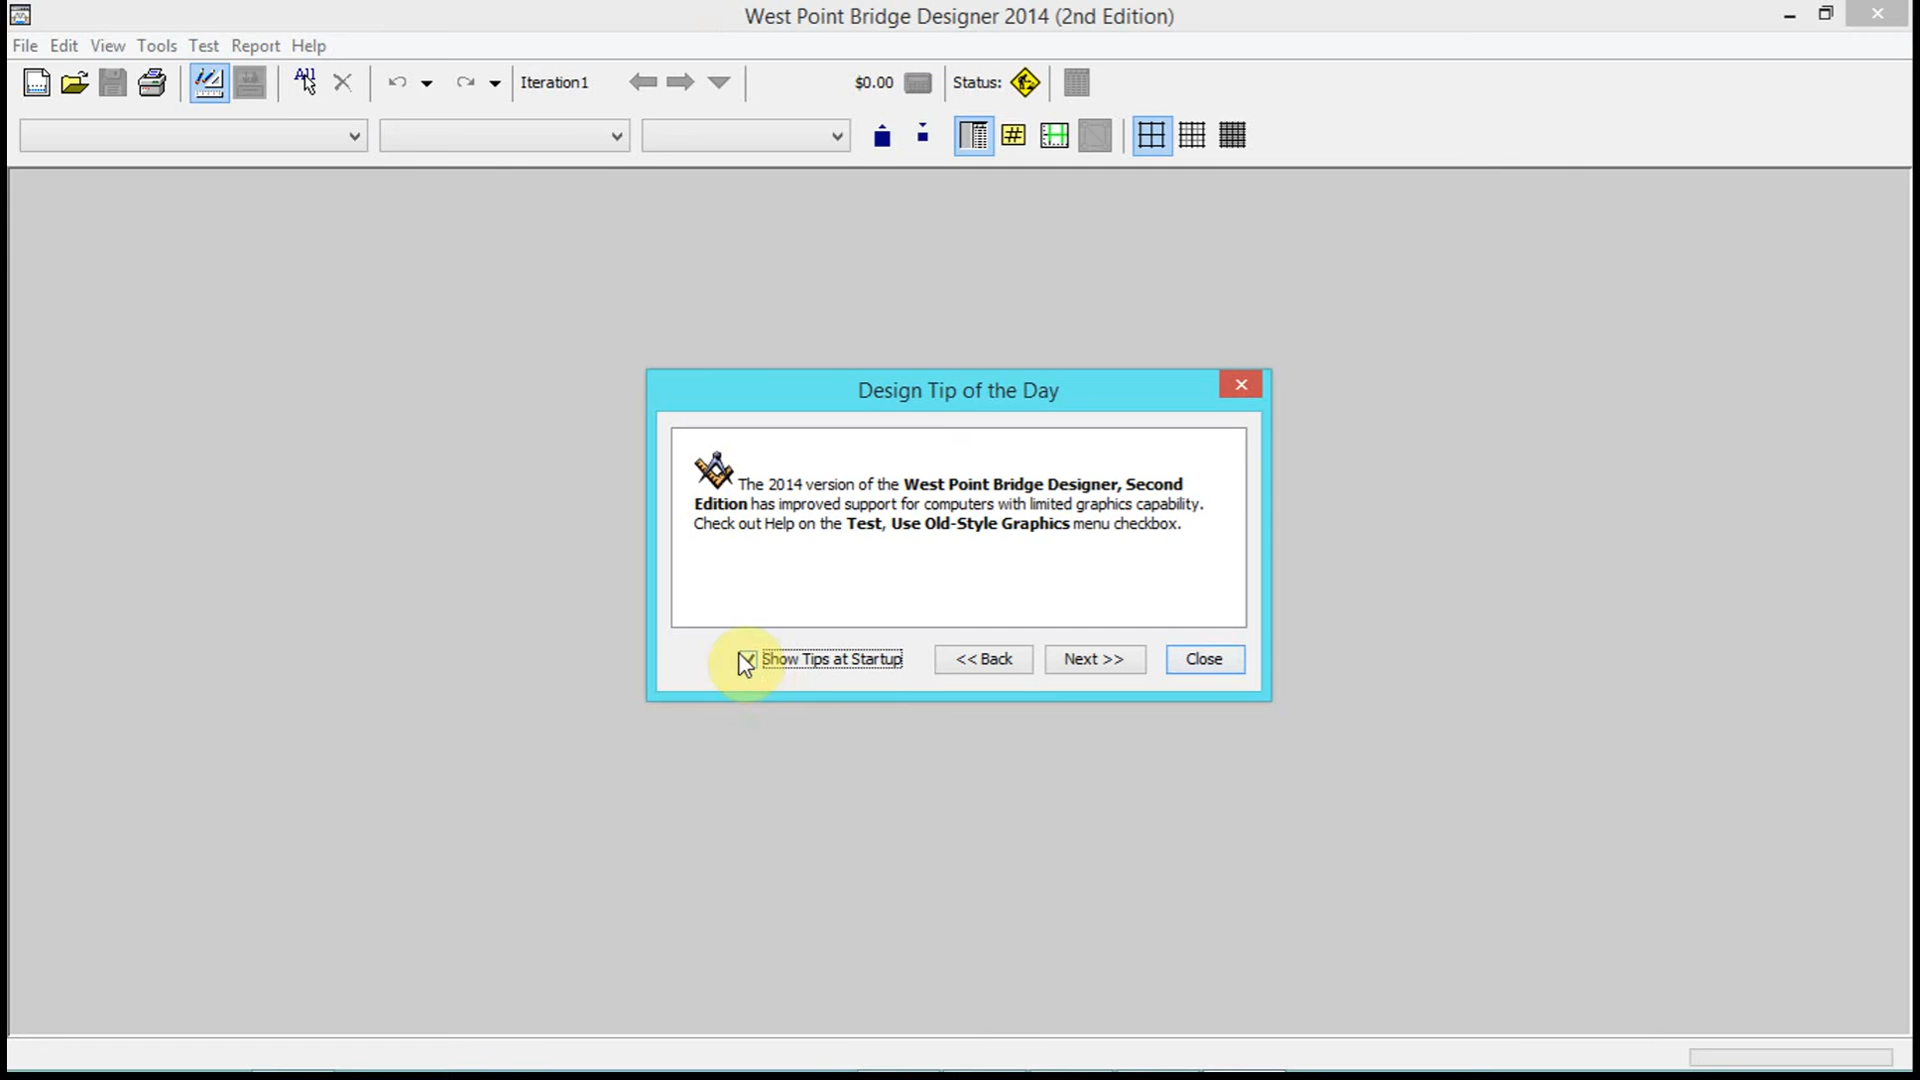 West Point Bridge Designer 2014 (2nd Edition)
File Edit View Tools Test Report Help
All Iteration1 $0.00 Status:
Design Tip of the Day
The 2014 version of the West Point Bridge Designer, Second
Edition has improved support for computers with limited graphics capability.
Check out Help on the Test, Use Old-Style Graphics menu checkbox.
Show Tips at Startup << Back Next >> Close